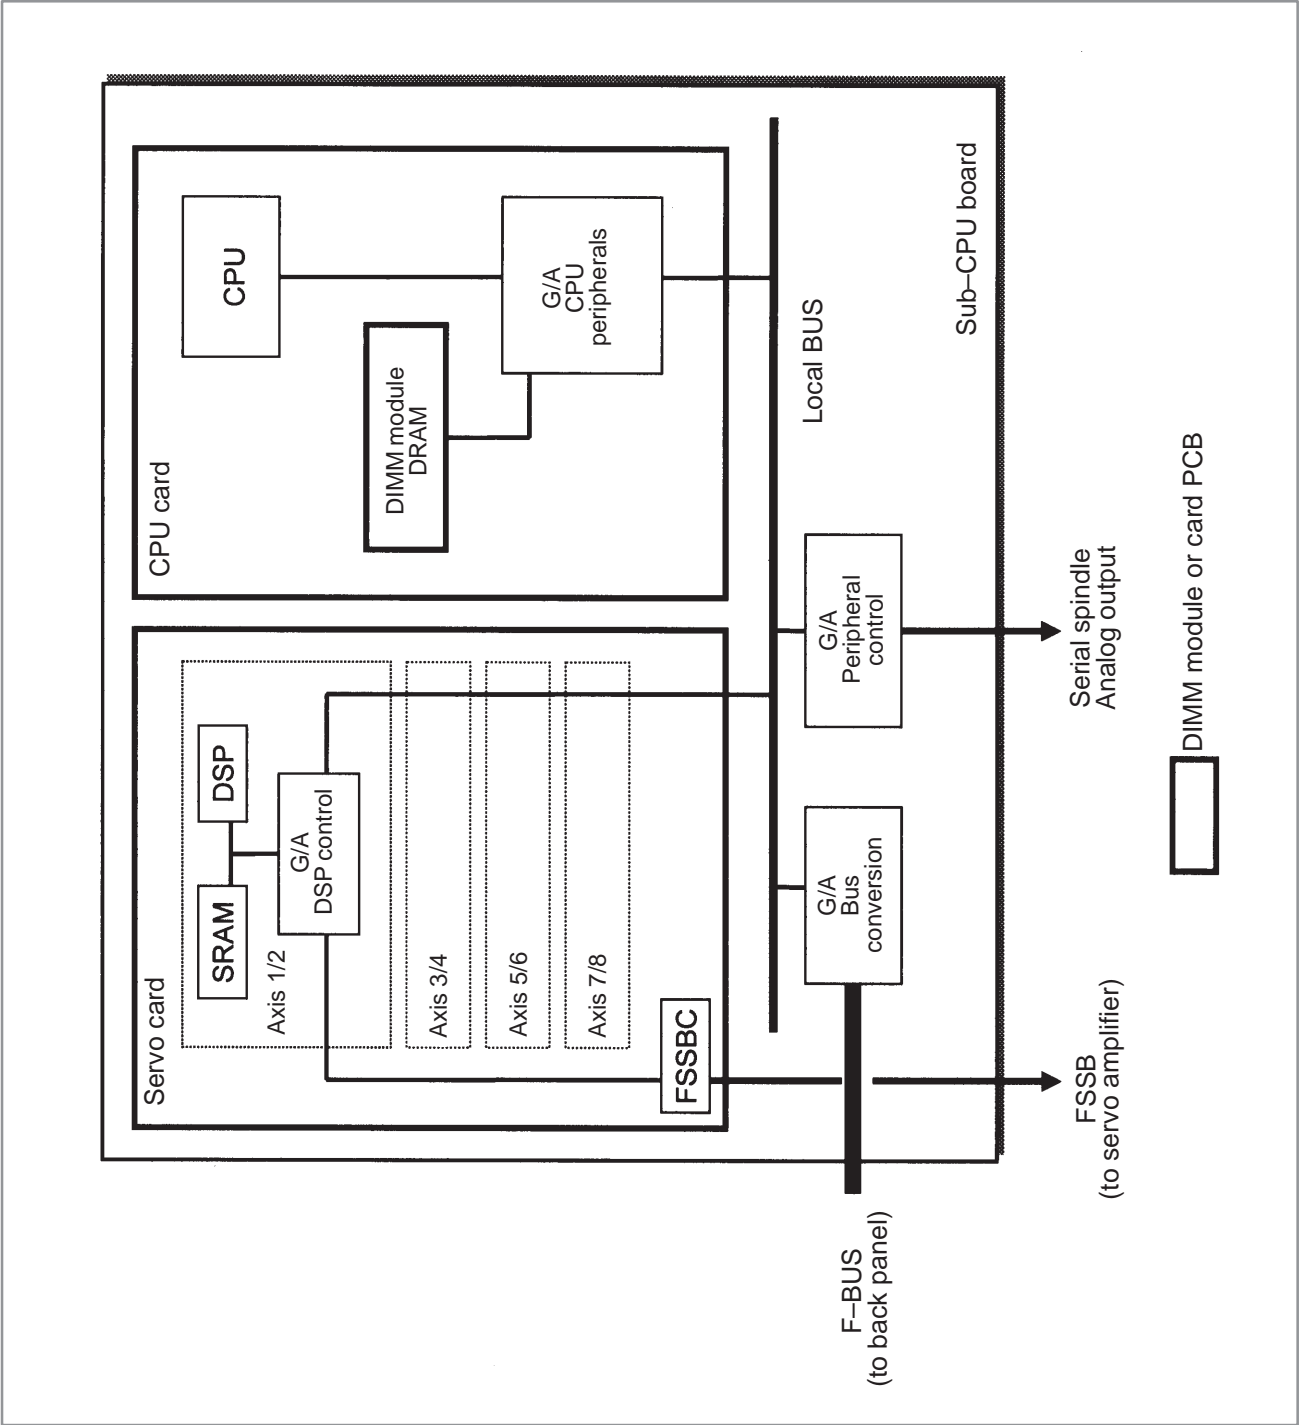 Servo card
SRAM
DSP
Axis 1/2
G/A
DSP control
Axis 3/4
Axis 5/6
Axis 7/8
FSSBC
CPU card
CPU
DIMM module
DRAM
G/A
CPU
peripherals
Local BUS
G/A
Bus
conversion
G/A
Peripheral
control
Sub–CPU board
F–BUS
(to back panel)
FSSB
(to servo amplifier)
Serial spindle
Analog output
DIMM module or card PCB